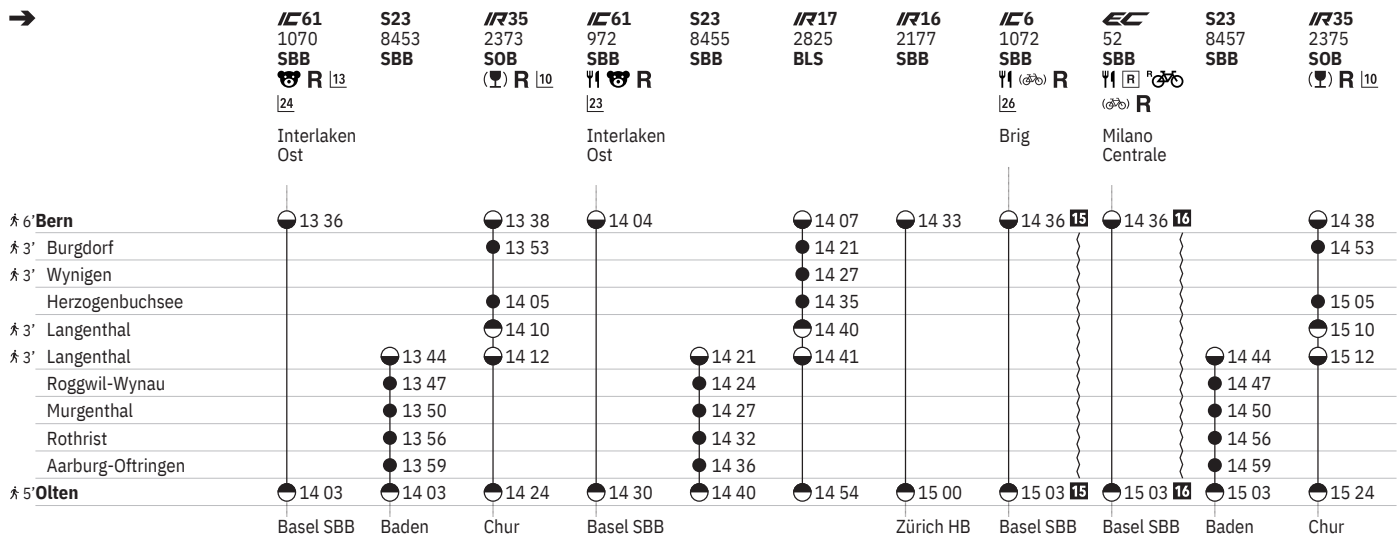 IC61 S23 IR35 IC61 S23 IR17 IR16 IC6 EC S23 IR35
1070 8453 2373 972 8455 2825 2177 1072 52 8457 2375
SBB SBB SOB SBB SBB BLS SBB SBB SBB SBB SOB
R 13 R 10 R R R R R 10
24 23 26 R
Interlaken Interlaken Brig Milano
Ost Ost Centrale
6' Bern 13 36 13 38 14 04 14 07 14 33 14 36 15 14 36 16 14 38
3' Burgdorf 13 53 14 21 14 53
3' Wynigen 14 27
Herzogenbuchsee 14 05 14 35 15 05
3' Langenthal 14 10 14 40 15 10
3' Langenthal 13 44 14 12 14 21 14 41 14 44 15 12
Roggwil-Wynau 13 47 14 24 14 47
Murgenthal 13 50 14 27 14 50
Rothrist 13 56 14 32 14 56
Aarburg-Oftringen 13 59 14 36 14 59
5' Olten 14 03 14 03 14 24 14 30 14 40 14 54 15 00 15 03 15 15 03 16 15 03 15 24
Basel SBB Baden Chur Basel SBB Zürich HB Basel SBB Basel SBB Baden Chur